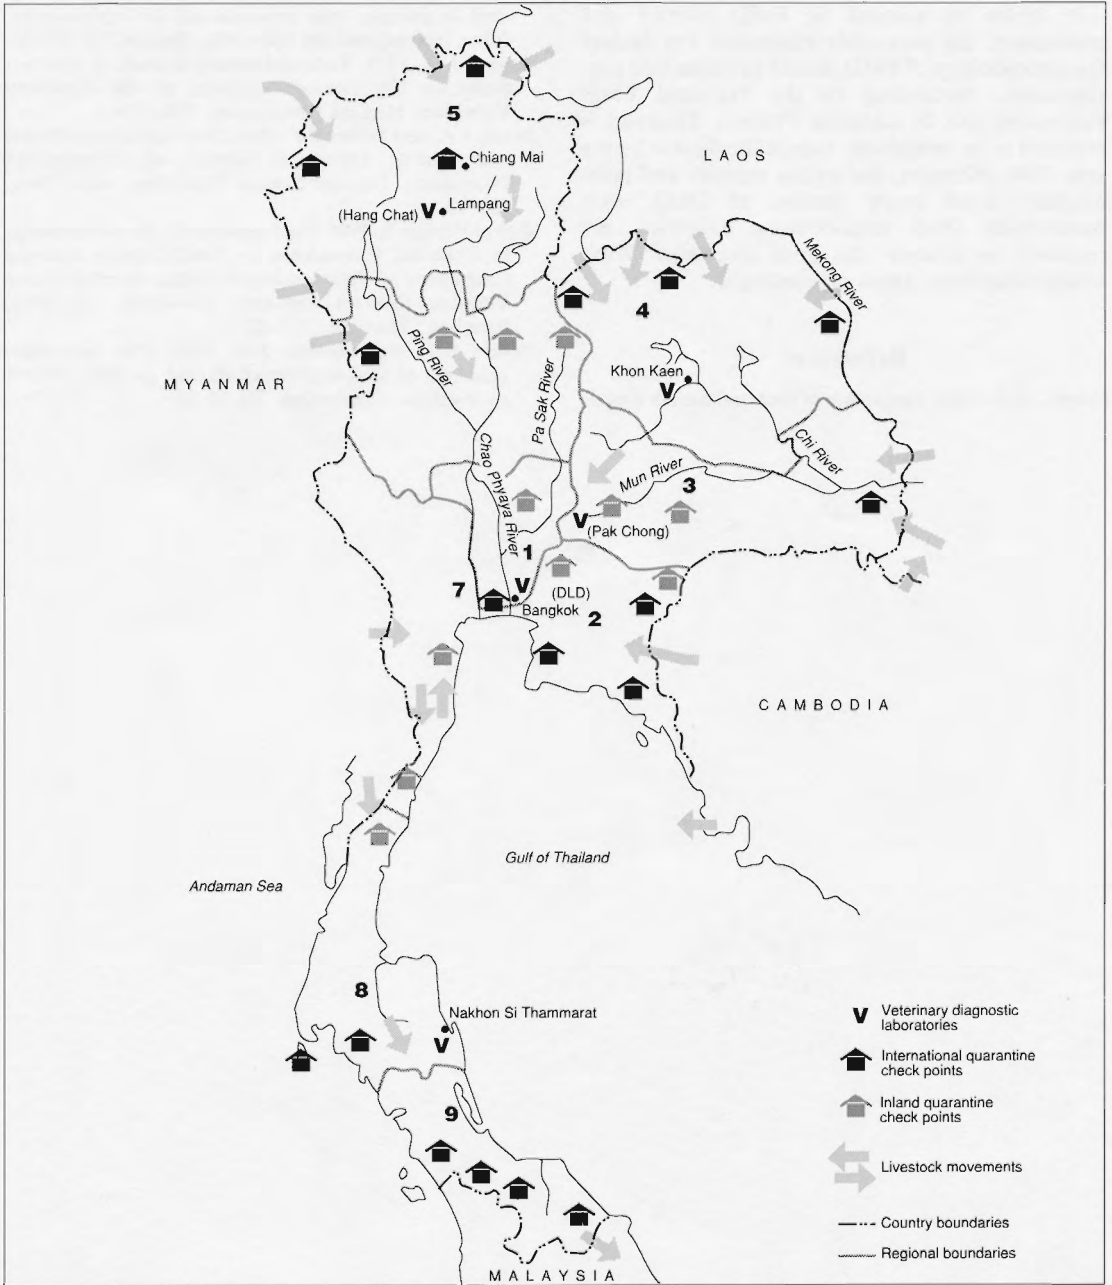 5
Chiang Mai
LAOS
(Hang Chat) V
Lampang
Mekong River
4
Ping River
Pa Sak River
Khon Kaen
V
MYANMAR
Chao Phyaya River
Chi River
Mun River
3
V
(Pak Chong)
1
7
V
(DLD)
Bangkok
2
CAMBODIA
Gulf of Thailand
Andaman Sea
8
Nakhon Si Thammarat
V
9
MALAYSIA
V Veterinary diagnostic
laboratories
International quarantine
check points
Inland quarantine
check points
Livestock movements
Country boundaries
Regional boundaries